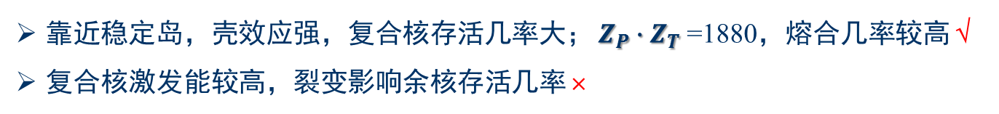 ➢ 靠近稳定岛，壳效应强，复合核存活几率大；Z_P · Z_T =1880，熔合几率较高 √
➢ 复合核激发能较高，裂变影响余核存活几率 ×